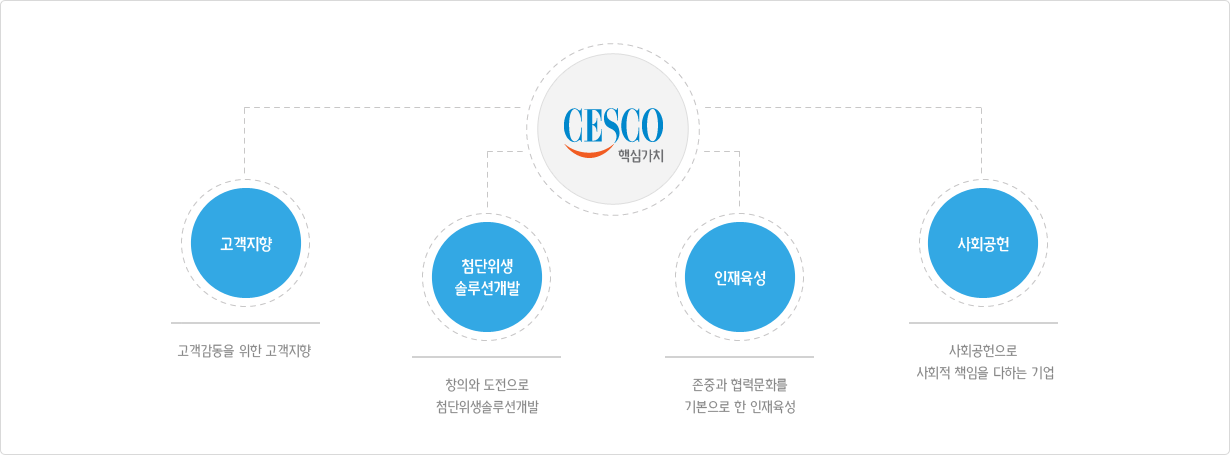 CESCO
핵심가치
고객지향
고객감동을 위한 고객지향
첨단위생
솔루션개발
창의와 도전으로
첨단위생솔루션개발
인재육성
존중과 협력문화를
기본으로 한 인재육성
사회공헌
사회공헌으로
사회적 책임을 다하는 기업